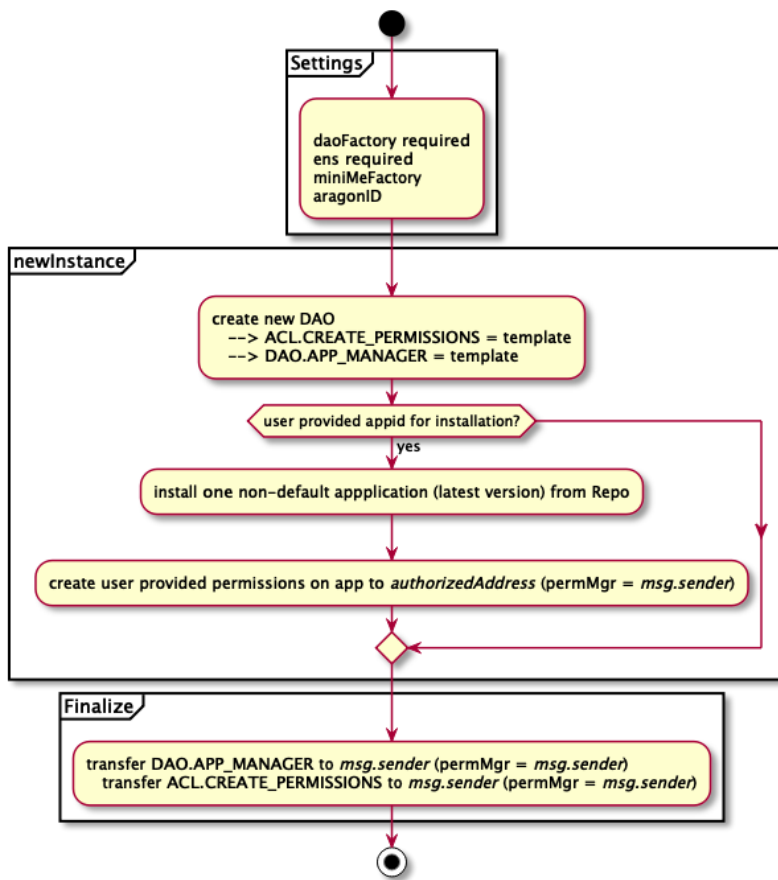 Settings
daoFactory required
ens required
miniMeFactory
aragonID
newInstance
create new DAO
--> ACL.CREATE_PERMISSIONS = template
--> DAO.APP_MANAGER = template
user provided appid for installation?
yes
install one non-default appplication (latest version) from Repo
create user provided permissions on app to authorizedAddress (permMgr = msg.sender)
Finalize
transfer DAO.APP_MANAGER to msg.sender (permMgr = msg.sender)
transfer ACL.CREATE_PERMISSIONS to msg.sender (permMgr = msg.sender)